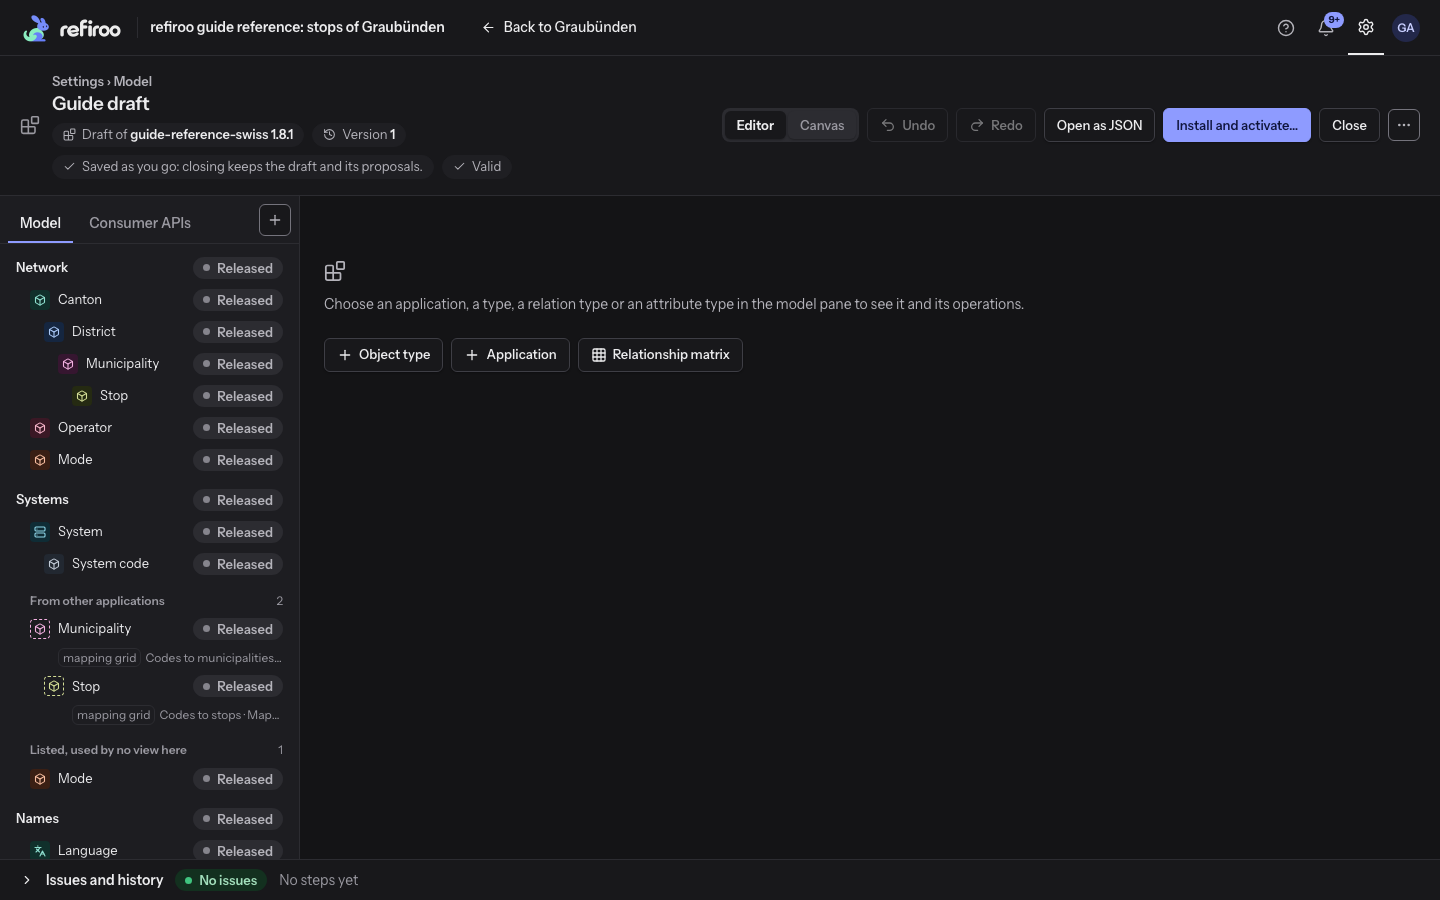 refiroo
refiroo guide reference: stops of Graubünden
Back to Graubünden
9+
GA
Settings › Model
Guide draft
Draft of guide-reference-swiss 1.8.1
Version 1
Saved as you go: closing keeps the draft and its proposals.
Valid
Editor
Canvas
Undo
Redo
Open as JSON
Install and activate...
Close
Model
Consumer APIs
Network Released
Canton Released
District Released
Municipality Released
Stop Released
Operator Released
Mode Released
Systems Released
System Released
System code Released
From other applications 2
Municipality Released
mapping grid Codes to municipalities...
Stop Released
mapping grid Codes to stops · Map...
Listed, used by no view here 1
Mode Released
Names Released
Language Released
Choose an application, a type, a relation type or an attribute type in the model pane to see it and its operations.
Object type
Application
Relationship matrix
Issues and history
No issues
No steps yet